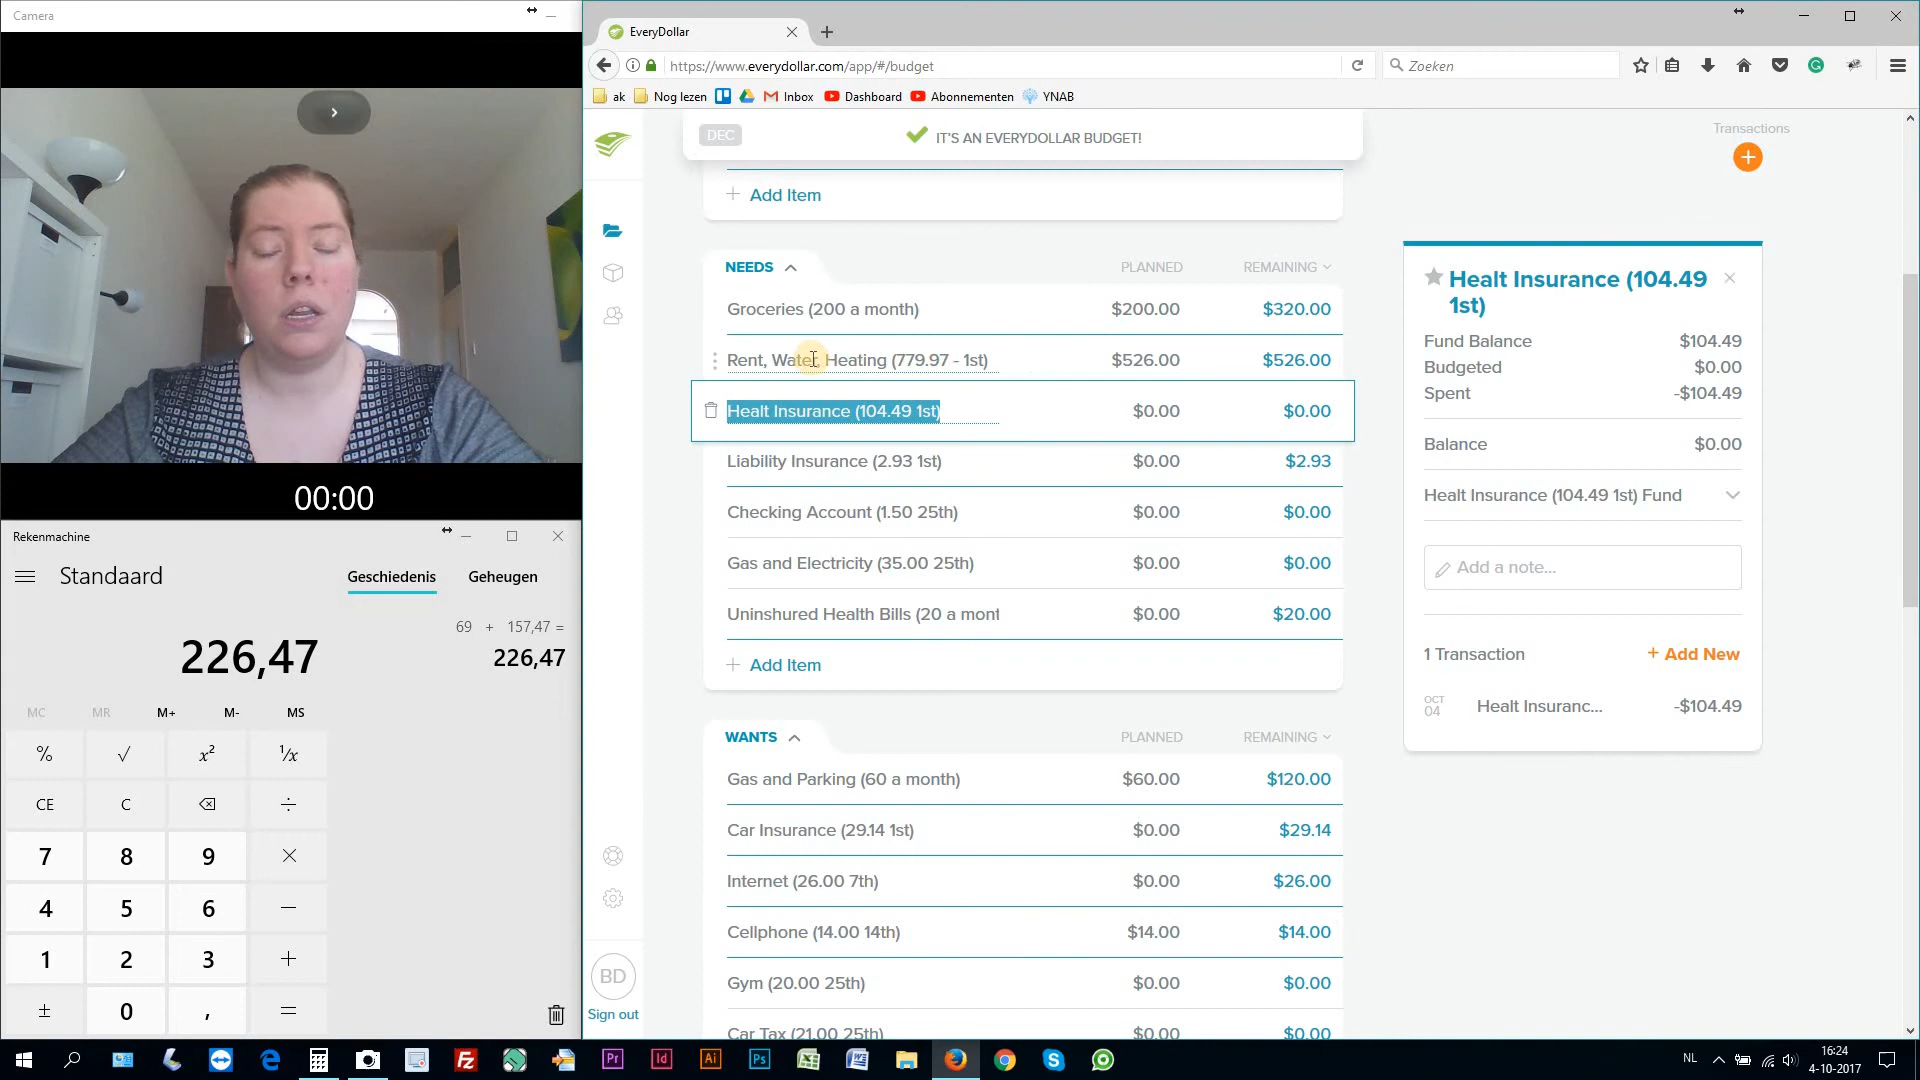 Camera
00:00
Rekenmachine
Standaard
Geschiedenis Geheugen
69 + 157,47 =
226,47
226,47
MC MR M+ M- MS
% √ x² ¹/x
CE C ÷
7 8 9 ×
4 5 6 −
1 2 3 +
± 0 , =
EveryDollar
https://www.everydollar.com/app/#/budget
Zoeken
ak Nog lezen Inbox Dashboard Abonnementen YNAB
DEC
IT'S AN EVERYDOLLAR BUDGET!
Transactions
+ Add Item
NEEDS PLANNED REMAINING
Groceries (200 a month) $200.00 $320.00
Rent, Water, Heating (779.97 - 1st) $526.00 $526.00
Healt Insurance (104.49 1st) $0.00 $0.00
Liability Insurance (2.93 1st) $0.00 $2.93
Checking Account (1.50 25th) $0.00 $0.00
Gas and Electricity (35.00 25th) $0.00 $0.00
Uninshured Health Bills (20 a mont $0.00 $20.00
+ Add Item
WANTS PLANNED REMAINING
Gas and Parking (60 a month) $60.00 $120.00
Car Insurance (29.14 1st) $0.00 $29.14
Internet (26.00 7th) $0.00 $26.00
Cellphone (14.00 14th) $14.00 $14.00
Gym (20.00 25th) $0.00 $0.00
Car Tax (21.00 25th) $0.00 $0.00
BD
Sign out
Healt Insurance (104.49
1st)
Fund Balance $104.49
Budgeted $0.00
Spent -$104.49
Balance $0.00
Healt Insurance (104.49 1st) Fund
Add a note...
1 Transaction + Add New
OCT
04 Healt Insuranc... -$104.49
Fz Pr Id Ai Ps
NL
16:24
4-10-2017